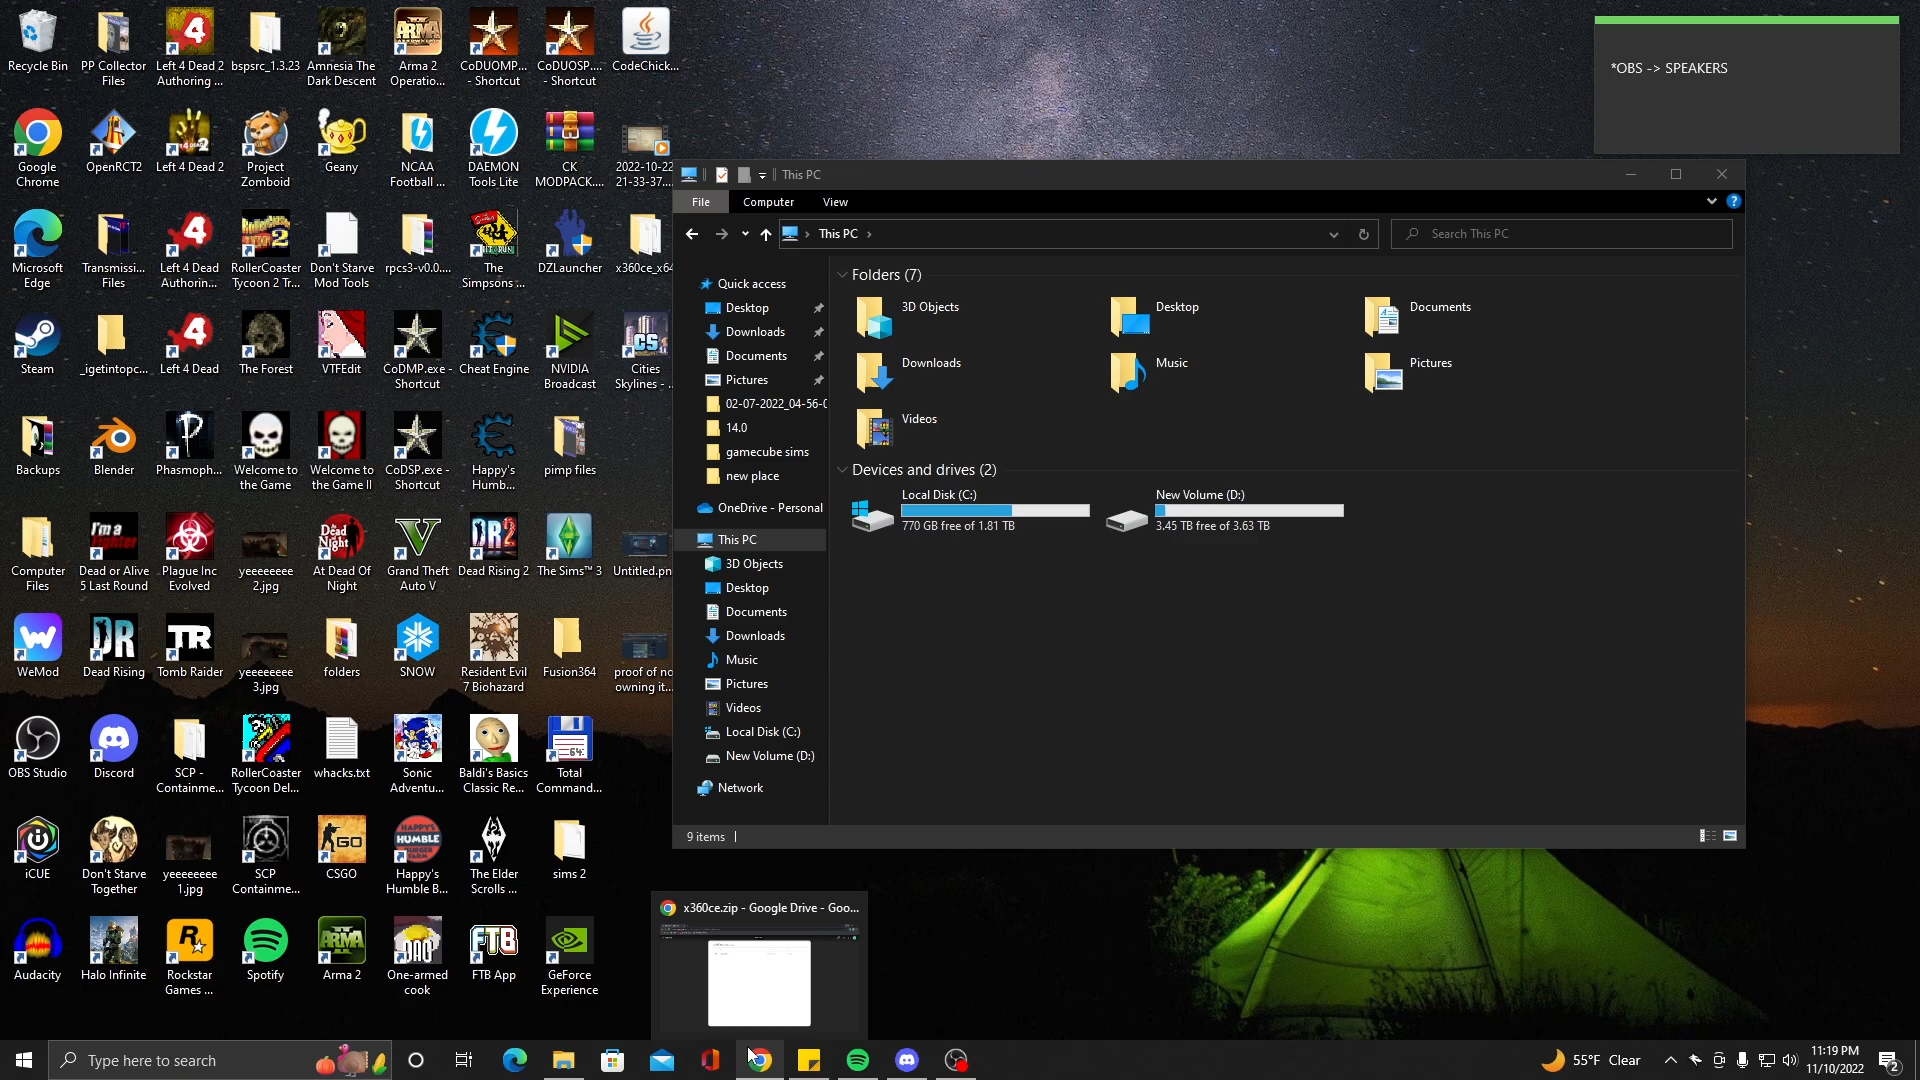 Recycle Bin
PP Collector Files
Left 4 Dead 2 Authoring ...
bspsrc_1.3.23
Amnesia The Dark Descent
Arma 2 Operatio...
CoDUOMP... - Shortcut
CoDUOSP.... - Shortcut
CodeChick...
Google Chrome
OpenRCT2
Left 4 Dead 2
Project Zomboid
Geany
NCAA Football ...
DAEMON Tools Lite
CK MODPACK....
2022-10-22 21-33-37....
Microsoft Edge
Transmissi... Files
Left 4 Dead Authorin...
RollerCoaster Tycoon 2 Tr...
Don't Starve Mod Tools
rpcs3-v0.0....
The Simpsons ...
DZLauncher
x360ce_x64
Steam
_igetintopc...
Left 4 Dead
The Forest
VTFEdit
CoDMP.exe - Shortcut
Cheat Engine
NVIDIA Broadcast
Cities Skylines - ...
Backups
Blender
Phasmoph...
Welcome to the Game
Welcome to the Game II
CoDSP.exe - Shortcut
Happy's Humb...
pimp files
Computer Files
Dead or Alive 5 Last Round
Plague Inc Evolved
yeeeeeeee 2.jpg
At Dead Of Night
Grand Theft Auto V
Dead Rising 2
The Sims™ 3
Untitled.pn
WeMod
Dead Rising
Tomb Raider
yeeeeeeee 3.jpg
folders
SNOW
Resident Evil 7 Biohazard
Fusion364
proof of no owning it...
OBS Studio
Discord
SCP - Containme...
RollerCoaster Tycoon Del...
whacks.txt
Sonic Adventu...
Baldi's Basics Classic Re...
Total Command...
iCUE
Don't Starve Together
yeeeeeeee 1.jpg
SCP Containme...
CSGO
Happy's Humble B...
The Elder Scrolls ...
sims 2
Audacity
Halo Infinite
Rockstar Games ...
Spotify
Arma 2
One-armed cook
FTB App
GeForce Experience
*OBS -> SPEAKERS
This PC
File
Computer
View
This PC
Search This PC
Quick access
Desktop
Downloads
Documents
Pictures
02-07-2022_04-56-0
14.0
gamecube sims
new place
OneDrive - Personal
This PC
3D Objects
Desktop
Documents
Downloads
Music
Pictures
Videos
Local Disk (C:)
New Volume (D:)
Network
Folders (7)
3D Objects
Desktop
Documents
Downloads
Music
Pictures
Videos
Devices and drives (2)
Local Disk (C:)
770 GB free of 1.81 TB
New Volume (D:)
3.45 TB free of 3.63 TB
9 items
x360ce.zip - Google Drive - Goo...
Type here to search
55°F Clear
11:19 PM
11/10/2022
2